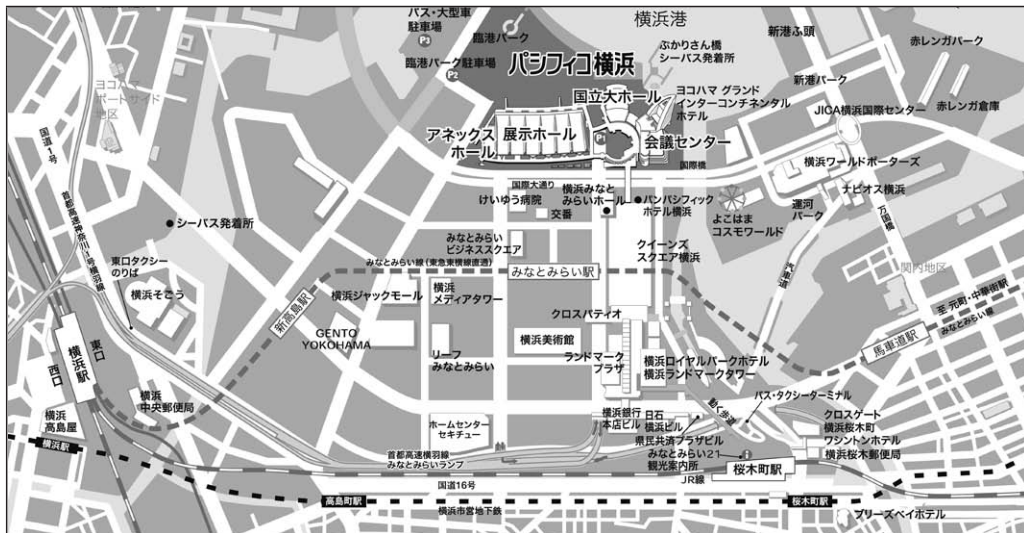 バス・大型車
駐車場
P3
臨港パーク
臨港パーク駐車場
P2
横浜港
パシフィコ横浜
ぷかりさん橋
シーバス発着所
新港ふ頭
赤レンガパーク
新港パーク
赤レンガ倉庫
JICA横浜国際センター
ヨコハマ
ポートサイド
地区
国道1号
首都高速神奈川1号横羽線
国立大ホール
ヨコハマ グランド
インターコンチネンタル
ホテル
アネックス
ホール
展示ホール
会議センター
国際橋
横浜ワールドポーターズ
ナビオス横浜
運河
パーク
万国橋
よこはま
コスモワールド
汽車道
関内地区
国際大通り
けいゆう病院
交番
横浜みなと
みらいホール
パンパシフィック
ホテル横浜
シーバス発着所
みなとみらい
ビジネススクエア
クイーンズ
スクエア横浜
みなとみらい線(東急東横線直通)
みなとみらい駅
東口タクシー
のりば
横浜そごう
新高島駅
横浜ジャックモール
横浜
メディアタワー
GENTO
YOKOHAMA
リーフ
みなとみらい
クロスパティオ
横浜美術館
ランドマーク
プラザ
横浜ロイヤルパークホテル
横浜ランドマークタワー
至 元町・中華街駅
みなとみらい線
馬車道駅
横浜駅
東口
西口
横浜
中央郵便局
横浜
高島屋
横浜駅
ホームセンター
セキチュー
横浜銀行
本店ビル
日石
横浜ビル
動く歩道
バス・タクシーターミナル
県民共済プラザビル
みなとみらい21
観光案内所
クロスゲート
横浜桜木町
ワシントンホテル
横浜桜木郵便局
首都高速横羽線
みなとみらいランプ
JR線
桜木町駅
国道16号
高島町駅
桜木町駅
横浜市営地下鉄
ブリーズベイホテル